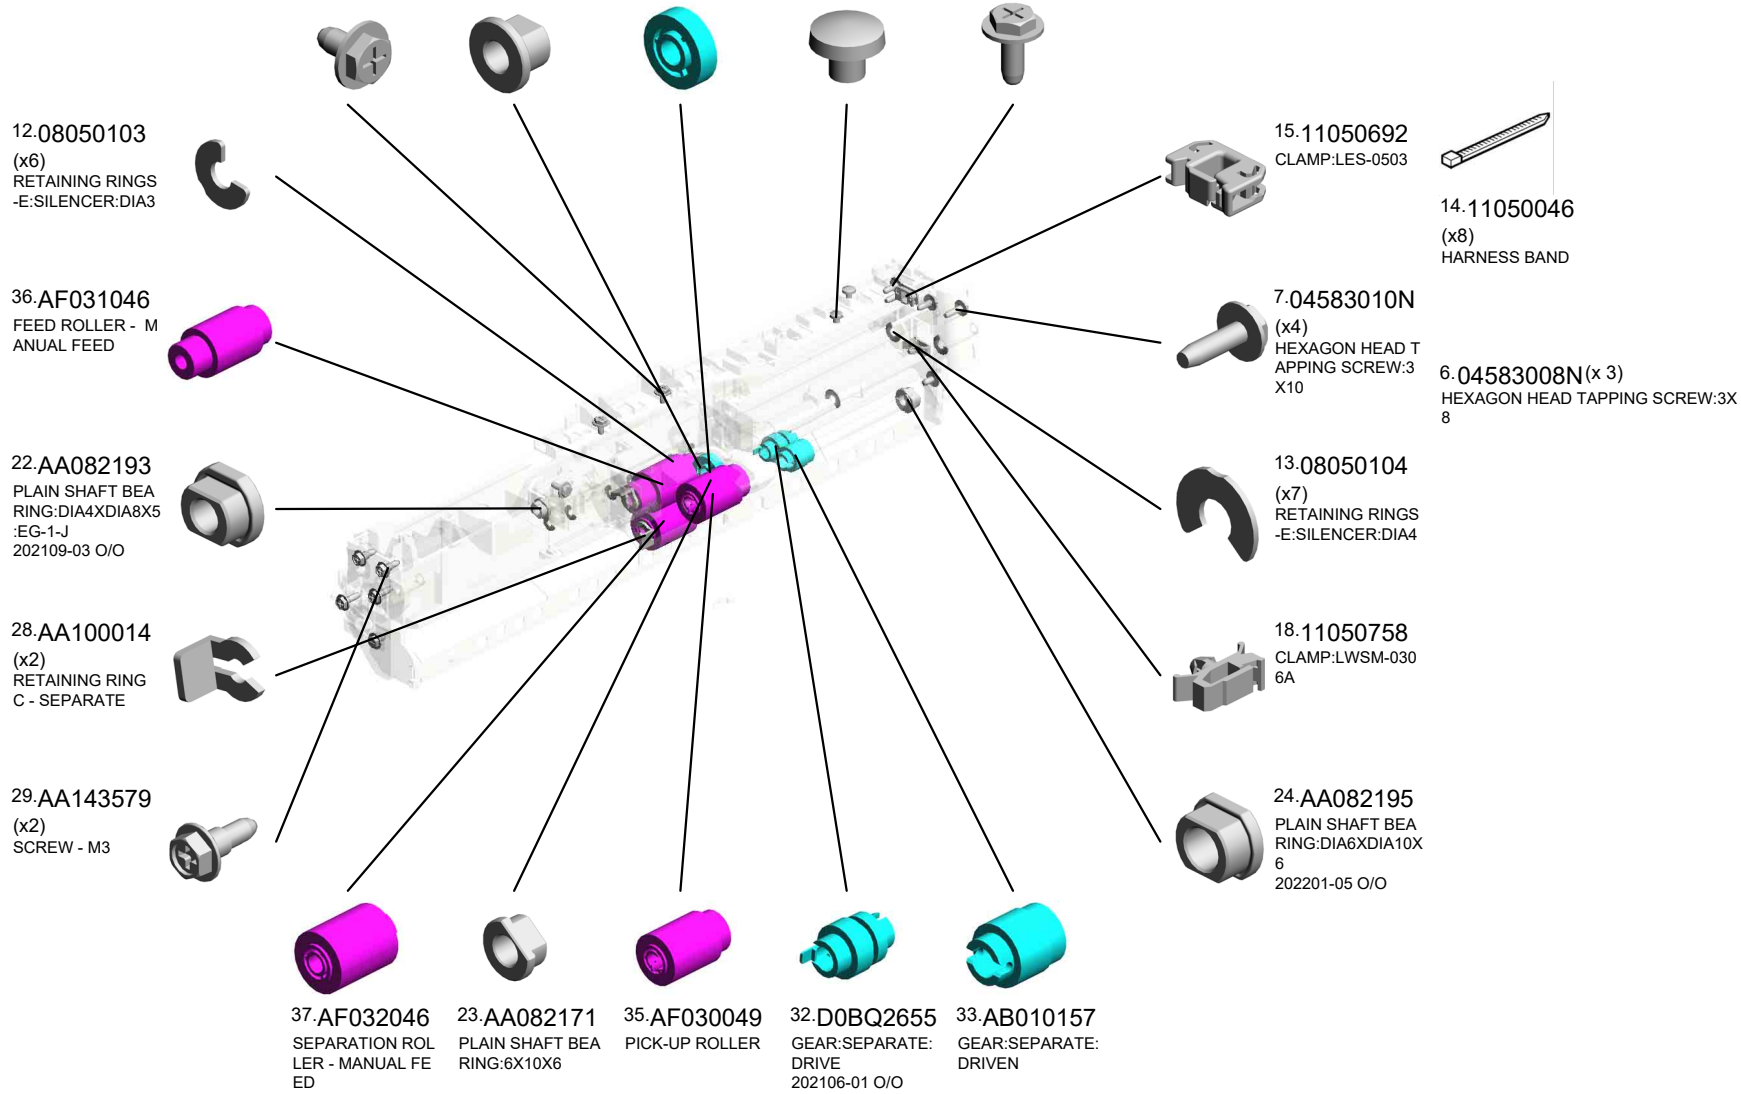 12.08050103
(x6)
RETAINING RINGS
-E:SILENCER:DIA3
36.AF031046
FEED ROLLER - M
ANUAL FEED
22.AA082193
PLAIN SHAFT BEA
RING:DIA4XDIA8X5
:EG-1-J
202109-03 O/O
28.AA100014
(x2)
RETAINING RING
C - SEPARATE
29.AA143579
(x2)
SCREW - M3
15.11050692
CLAMP:LES-0503
14.11050046
(x8)
HARNESS BAND
7.04583010N
(x4)
HEXAGON HEAD T
APPING SCREW:3
X10
6.04583008N(x 3)
HEXAGON HEAD TAPPING SCREW:3X
8
13.08050104
(x7)
RETAINING RINGS
-E:SILENCER:DIA4
18.11050758
CLAMP:LWSM-030
6A
24.AA082195
PLAIN SHAFT BEA
RING:DIA6XDIA10X
6
202201-05 O/O
37.AF032046
SEPARATION ROL
LER - MANUAL FE
ED
23.AA082171
PLAIN SHAFT BEA
RING:6X10X6
35.AF030049
PICK-UP ROLLER
32.D0BQ2655
GEAR:SEPARATE:
DRIVE
202106-01 O/O
33.AB010157
GEAR:SEPARATE:
DRIVEN